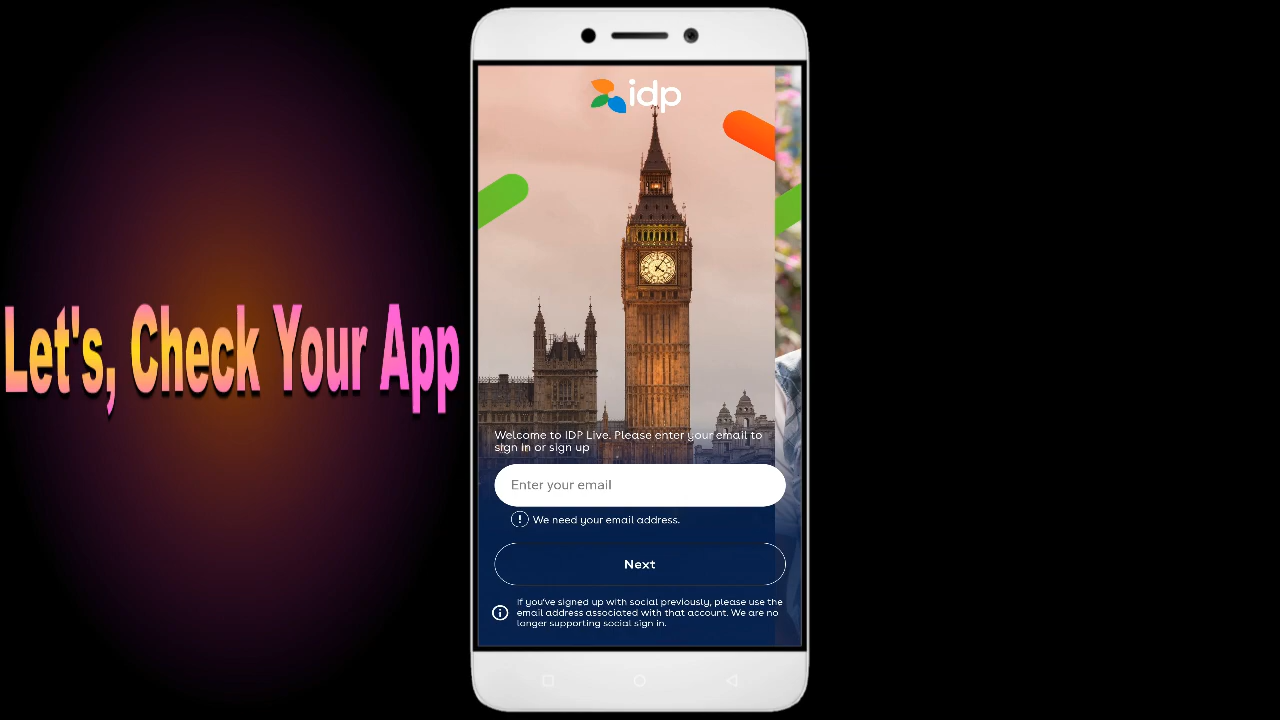 Let's, Check Your App
idp
Welcome to IDP Live. Please enter your email to
sign in or sign up
Enter your email
We need your email address.
Next
If you've signed up with social previously, please use the
email address associated with that account. We are no
longer supporting social sign in.